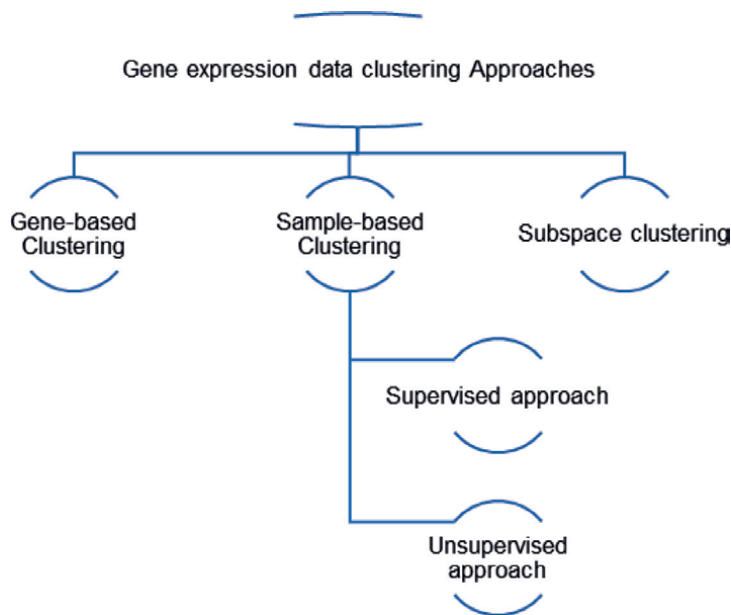 Gene expression data clustering Approaches
Gene-based
Clustering
Sample-based
Clustering
Subspace clustering
Supervised approach
Unsupervised
approach